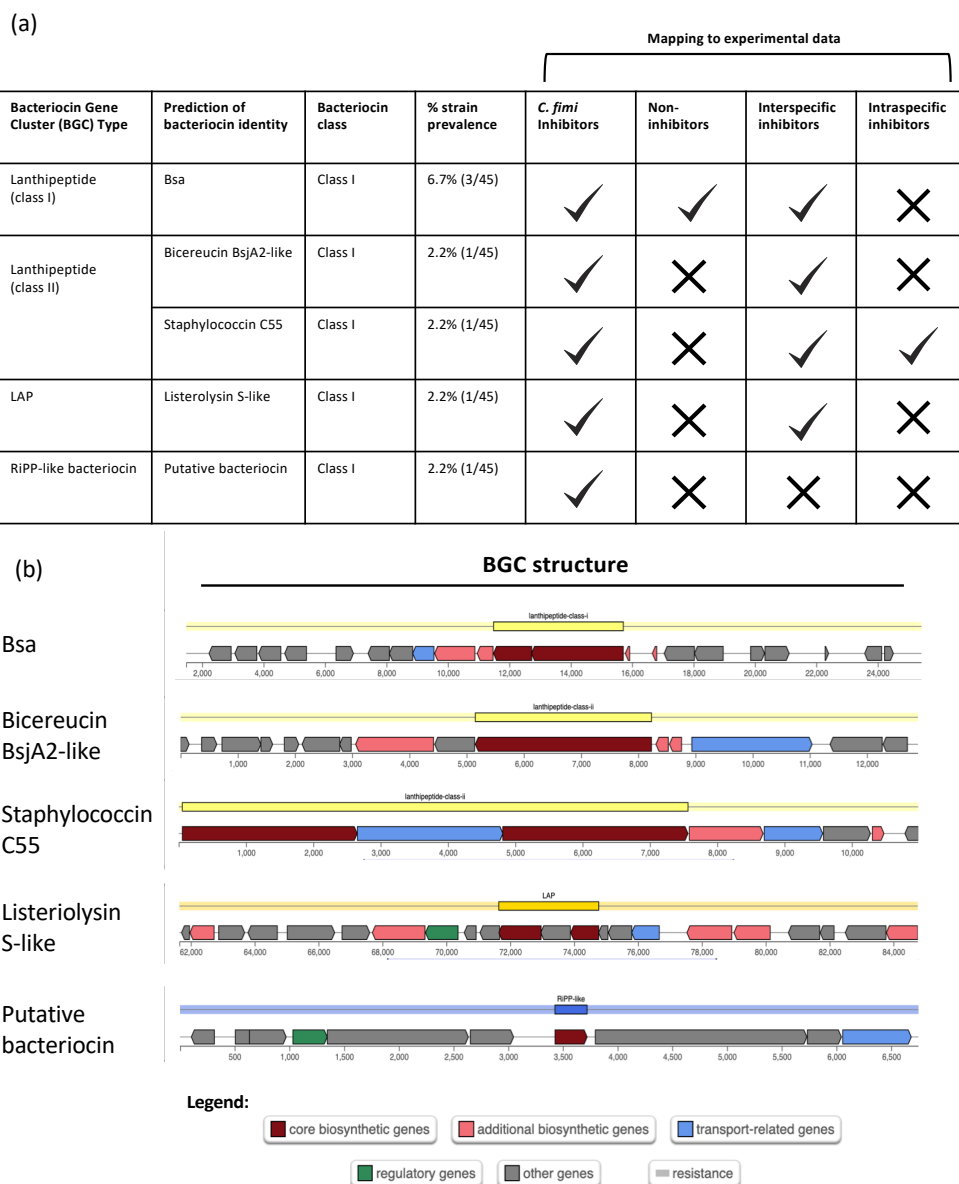 (a)
Mapping to experimental data
Bacteriocin Gene
Cluster (BGC) Type
Prediction of
bacteriocin identity
Bacteriocin
class
% strain
prevalence
C. fimi
Inhibitors
Non-
inhibitors
Interspecific
inhibitors
Intraspecific
inhibitors
Lanthipeptide
(class I)
Bsa
Class I
6.7% (3/45)
Lanthipeptide
(class II)
Bicereucin BsjA2-like
Class I
2.2% (1/45)
Staphylococcin C55
Class I
2.2% (1/45)
LAP
Listerolysin S-like
Class I
2.2% (1/45)
RiPP-like bacteriocin
Putative bacteriocin
Class I
2.2% (1/45)
(b)
BGC structure
Bsa
lanthipeptide-class-i
2,000 4,000 6,000 8,000 10,000 12,000 14,000 16,000 18,000 20,000 22,000 24,000
Bicereucin
BsjA2-like
lanthipeptide-class-ii
1,000 2,000 3,000 4,000 5,000 6,000 7,000 8,000 9,000 10,000 11,000 12,000
Staphylococcin
C55
lanthipeptide-class-ii
1,000 2,000 3,000 4,000 5,000 6,000 7,000 8,000 9,000 10,000
Listeriolysin
S-like
LAP
62,000 64,000 66,000 68,000 70,000 72,000 74,000 76,000 78,000 80,000 82,000 84,000
Putative
bacteriocin
RiPP-like
500 1,000 1,500 2,000 2,500 3,000 3,500 4,000 4,500 5,000 5,500 6,000 6,500
Legend:
core biosynthetic genes
additional biosynthetic genes
transport-related genes
regulatory genes
other genes
resistance